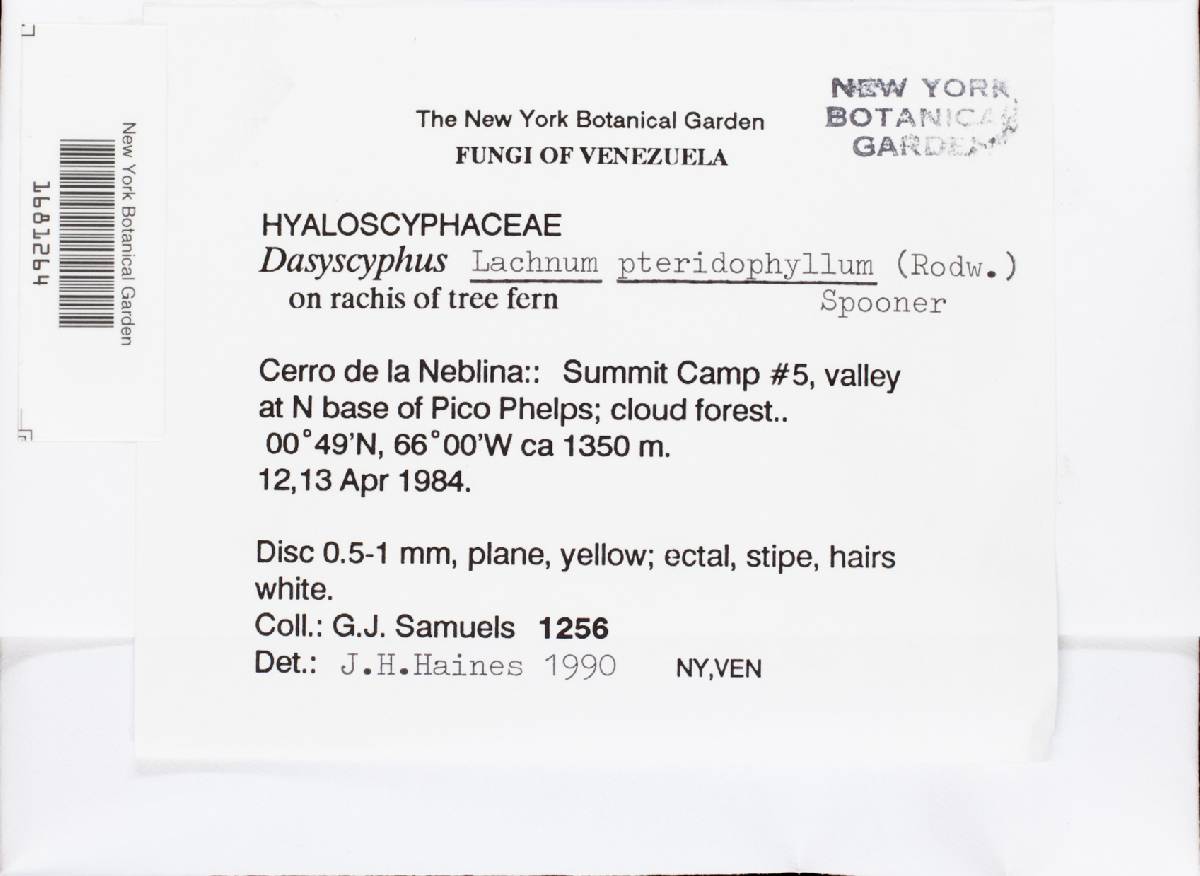 NEW YORK
BOTANICAL
GARDEN
The New York Botanical Garden
FUNGI OF VENEZUELA
HYALOSCYPHACEAE
Dasyscyphus Lachnum pteridophyllum (Rodw.)
on rachis of tree fern Spooner
Cerro de la Neblina:: Summit Camp #5, valley
at N base of Pico Phelps; cloud forest..
00°49'N, 66°00'W ca 1350 m.
12,13 Apr 1984.
Disc 0.5-1 mm, plane, yellow; ectal, stipe, hairs
white.
Coll.: G.J. Samuels 1256
Det.: J.H.Haines 1990 NY,VEN
New York Botanical Garden
1681264